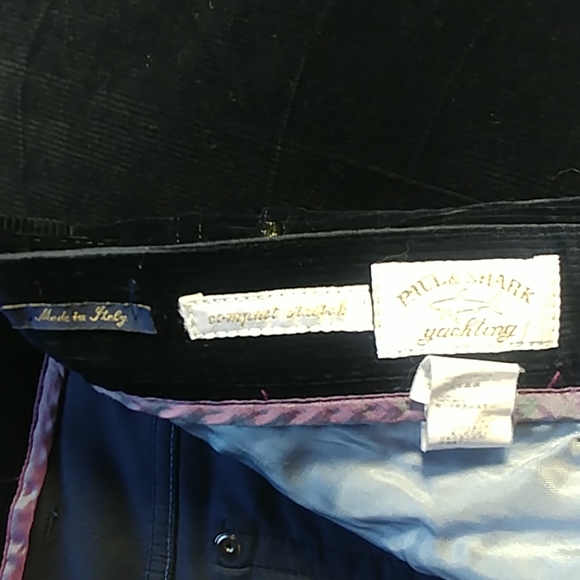 Made in Italy
compact stretch
PAUL & SHARK
yachting